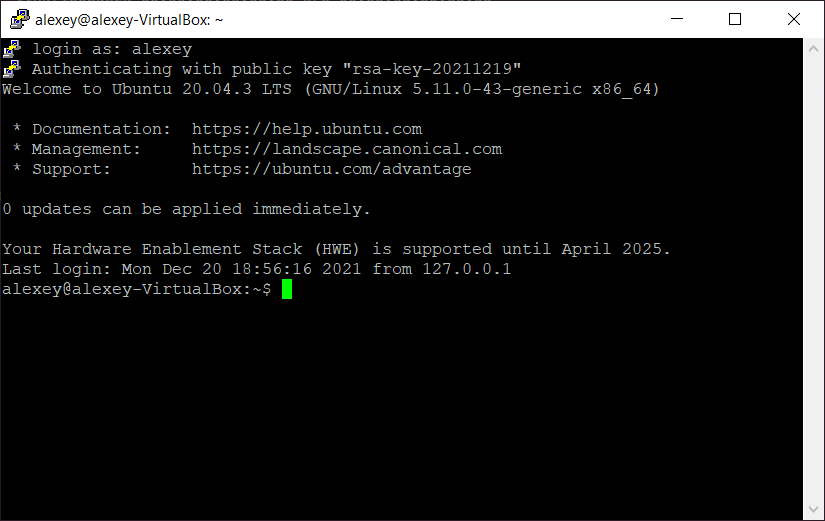 alexey@alexey-VirtualBox: ~
login as: alexey
Authenticating with public key "rsa-key-20211219"
Welcome to Ubuntu 20.04.3 LTS (GNU/Linux 5.11.0-43-generic x86_64)
* Documentation:  https://help.ubuntu.com
* Management:     https://landscape.canonical.com
* Support:        https://ubuntu.com/advantage
0 updates can be applied immediately.
Your Hardware Enablement Stack (HWE) is supported until April 2025.
Last login: Mon Dec 20 18:56:16 2021 from 127.0.0.1
alexey@alexey-VirtualBox:~$